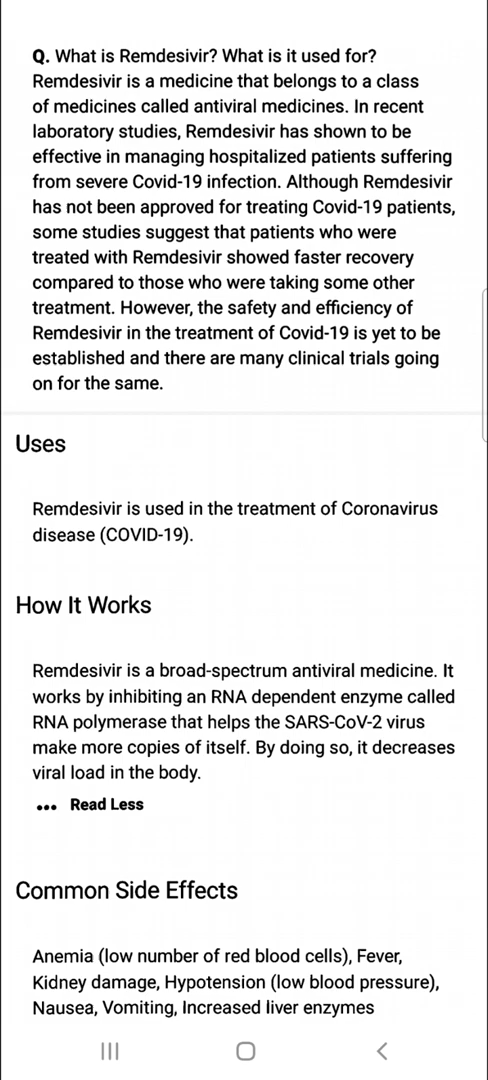 Q. What is Remdesivir? What is it used for?
Remdesivir is a medicine that belongs to a class
of medicines called antiviral medicines. In recent
laboratory studies, Remdesivir has shown to be
effective in managing hospitalized patients suffering
from severe Covid-19 infection. Although Remdesivir
has not been approved for treating Covid-19 patients,
some studies suggest that patients who were
treated with Remdesivir showed faster recovery
compared to those who were taking some other
treatment. However, the safety and efficiency of
Remdesivir in the treatment of Covid-19 is yet to be
established and there are many clinical trials going
on for the same.
Uses
Remdesivir is used in the treatment of Coronavirus
disease (COVID-19).
How It Works
Remdesivir is a broad-spectrum antiviral medicine. It
works by inhibiting an RNA dependent enzyme called
RNA polymerase that helps the SARS-CoV-2 virus
make more copies of itself. By doing so, it decreases
viral load in the body.
••• Read Less
Common Side Effects
Anemia (low number of red blood cells), Fever,
Kidney damage, Hypotension (low blood pressure),
Nausea, Vomiting, Increased liver enzymes